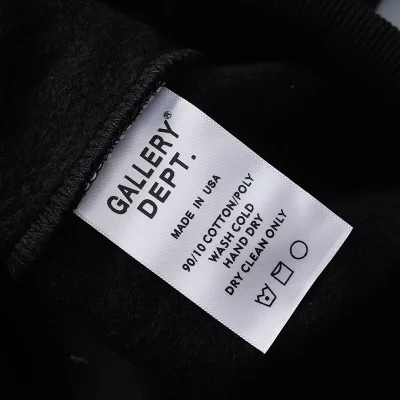 GALLERY®
DEPT.
MADE IN USA
90/10 COTTON/POLY
WASH COLD
HAND DRY
DRY CLEAN ONLY